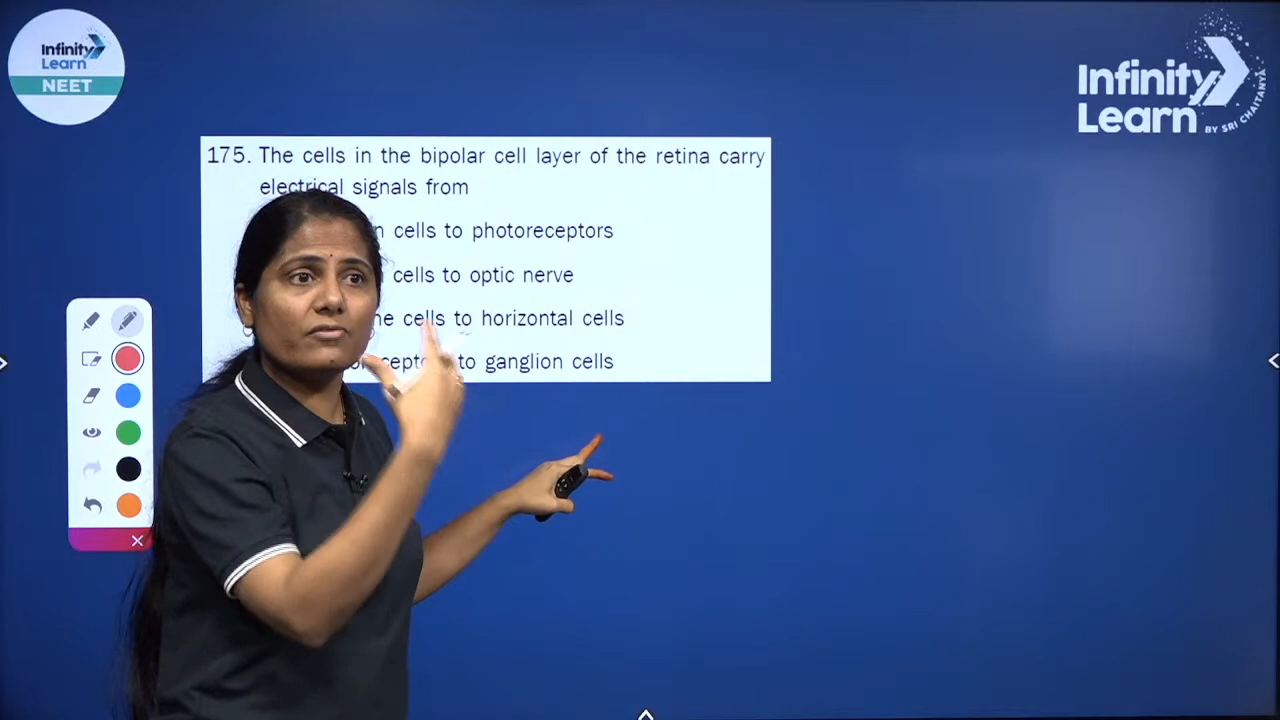 Infinity
Learn
NEET
Infinity
Learn
BY SRI CHAITANYA
175. The cells in the bipolar cell layer of the retina carry
electrical signals from
cells to photoreceptors
cells to optic nerve
cells to horizontal cells
to ganglion cells